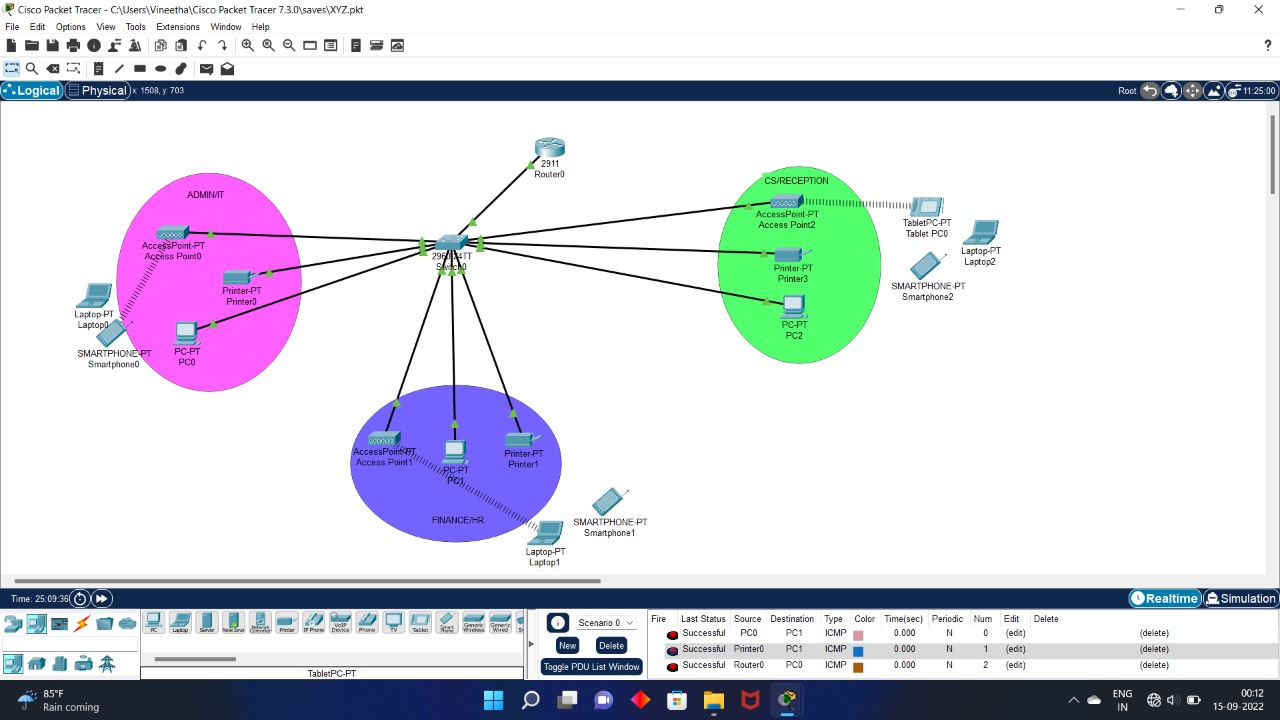 Cisco Packet Tracer - C:\Users\Vineetha\Cisco Packet Tracer 7.3.0\saves\XYZ.pkt
File Edit Options View Tools Extensions Window Help
?
Logical Physical x: 1508, y: 703 Root 11:25:00
2911
Router0
ADMIN/IT
AccessPoint-PT
Access Point0
Printer-PT
Printer0
Laptop-PT
Laptop0
SMARTPHONE-PT
Smartphone0
PC-PT
PC0
2960-24TT
Switch0
CS/RECEPTION
AccessPoint-PT
Access Point2
Printer-PT
Printer3
PC-PT
PC2
TabletPC-PT
Tablet PC0
Laptop-PT
Laptop2
SMARTPHONE-PT
Smartphone2
AccessPoint-PT
Access Point1
PC-PT
PC1
Printer-PT
Printer1
FINANCE/HR
SMARTPHONE-PT
Smartphone1
Laptop-PT
Laptop1
Time: 25:09:36 Realtime Simulation
PC Laptop Server Printer IP Phone VoIP Device Phone TV Tablet Smart Generic Wireless Generic Wired
TabletPC-PT
Scenario 0
New Delete
Toggle PDU List Window
Fire Last Status Source Destination Type Color Time(sec) Periodic Num Edit Delete
Successful PC0 PC1 ICMP 0.000 N 0 (edit) (delete)
Successful Printer0 PC1 ICMP 0.000 N 1 (edit) (delete)
Successful Router0 PC0 ICMP 0.000 N 2 (edit) (delete)
85°F
Rain coming
ENG
IN
00:12
15-09-2022